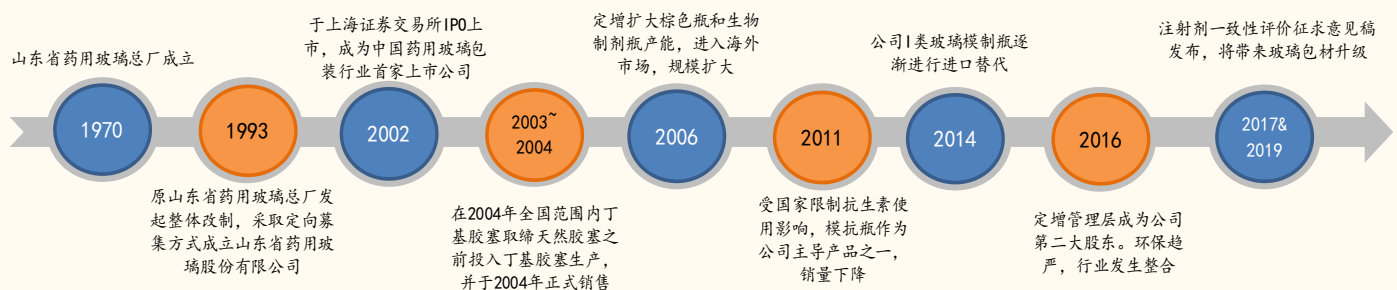 山东省药用玻璃总厂成立
1970
1993
原山东省药用玻璃总厂发
起整体改制，采取定向募
集方式成立山东省药用玻
璃股份有限公司
于上海证券交易所IPO上
市，成为中国药用玻璃包
装行业首家上市公司
2002
2003~
2004
在2004年全国范围内丁
基胶塞取缔天然胶塞之
前投入丁基胶塞生产，
并于2004年正式销售
定增扩大棕色瓶和生物
制剂瓶产能，进入海外
市场，规模扩大
2006
2011
受国家限制抗生素使
用影响，模抗瓶作为
公司主导产品之一，
销量下降
公司I类玻璃模制瓶逐
渐进行进口替代
2014
2016
定增管理层成为公司
第二大股东。环保趋
严，行业发生整合
注射剂一致性评价征求意见稿
发布，将带来玻璃包材升级
2017&
2019